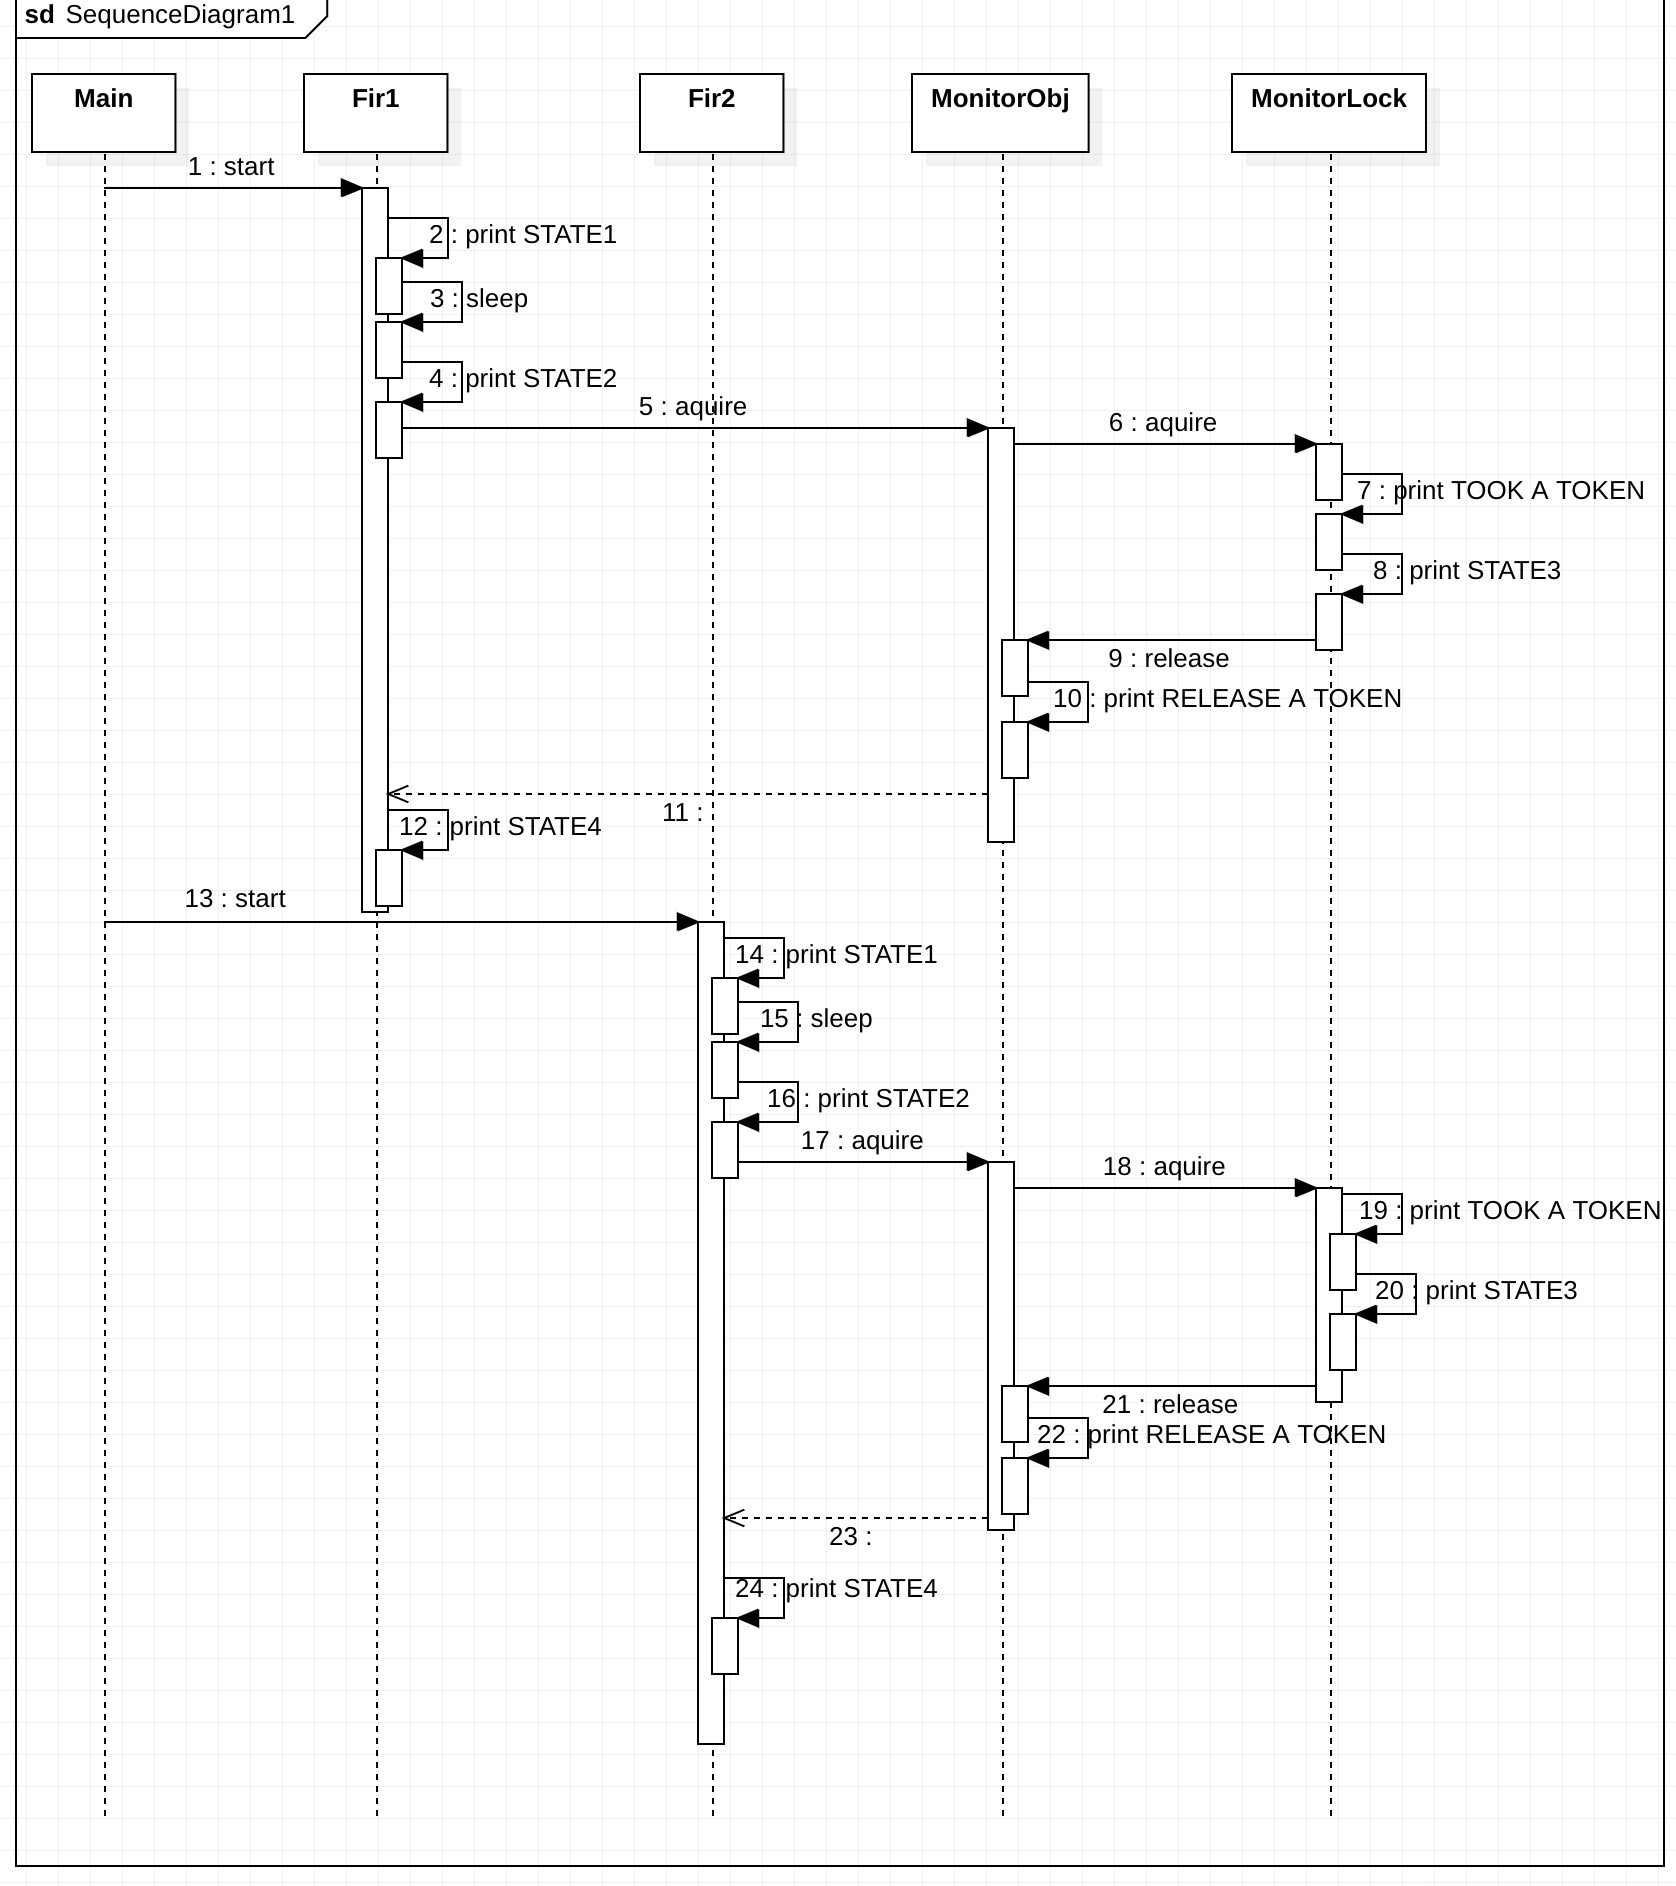 sd SequenceDiagram1
Main
Fir1
Fir2
MonitorObj
MonitorLock
1 : start
2 : print STATE1
3 : sleep
4 : print STATE2
5 : aquire
6 : aquire
7 : print TOOK A TOKEN
8 : print STATE3
9 : release
10 : print RELEASE A TOKEN
11 :
12 : print STATE4
13 : start
14 : print STATE1
15 : sleep
16 : print STATE2
17 : aquire
18 : aquire
19 : print TOOK A TOKEN
20 : print STATE3
21 : release
22 : print RELEASE A TOKEN
23 :
24 : print STATE4